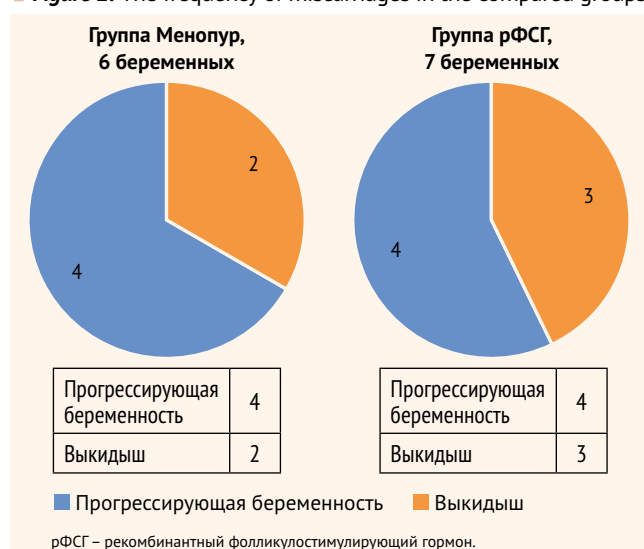 Figure 2. The frequency of miscarriages in the compared groups
Группа Менопур,
6 беременных
Группа рФСГ,
7 беременных
2
4
3
4
Прогрессирующая
беременность
4
Выкидыш
2
Прогрессирующая
беременность
4
Выкидыш
3
Прогрессирующая беременность
Выкидыш
рФСГ – рекомбинантный фолликулостимулирующий гормон.